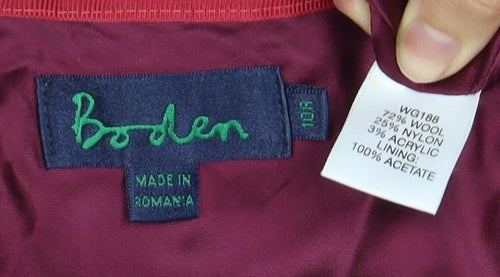 Boden
10R
MADE IN
ROMANIA
WG188
72% WOOL
25% NYLON
3% ACRYLIC
LINING:
100% ACETATE